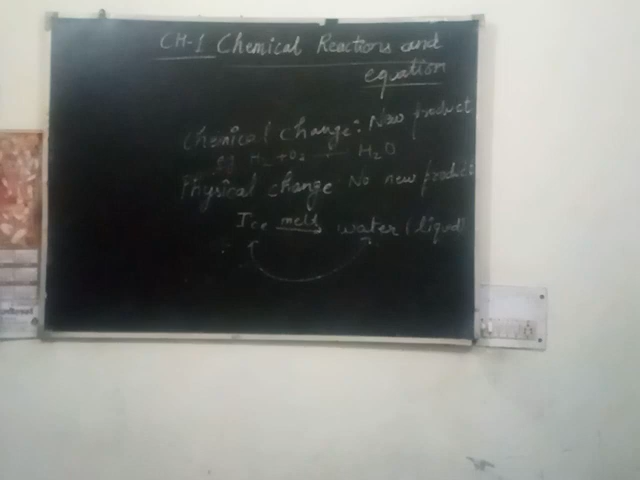 CH-1 Chemical Reactions and
equation
Chemical change: New product
H₂ + O₂ → H₂O
Physical change No new product
Ice melts water (liquid)